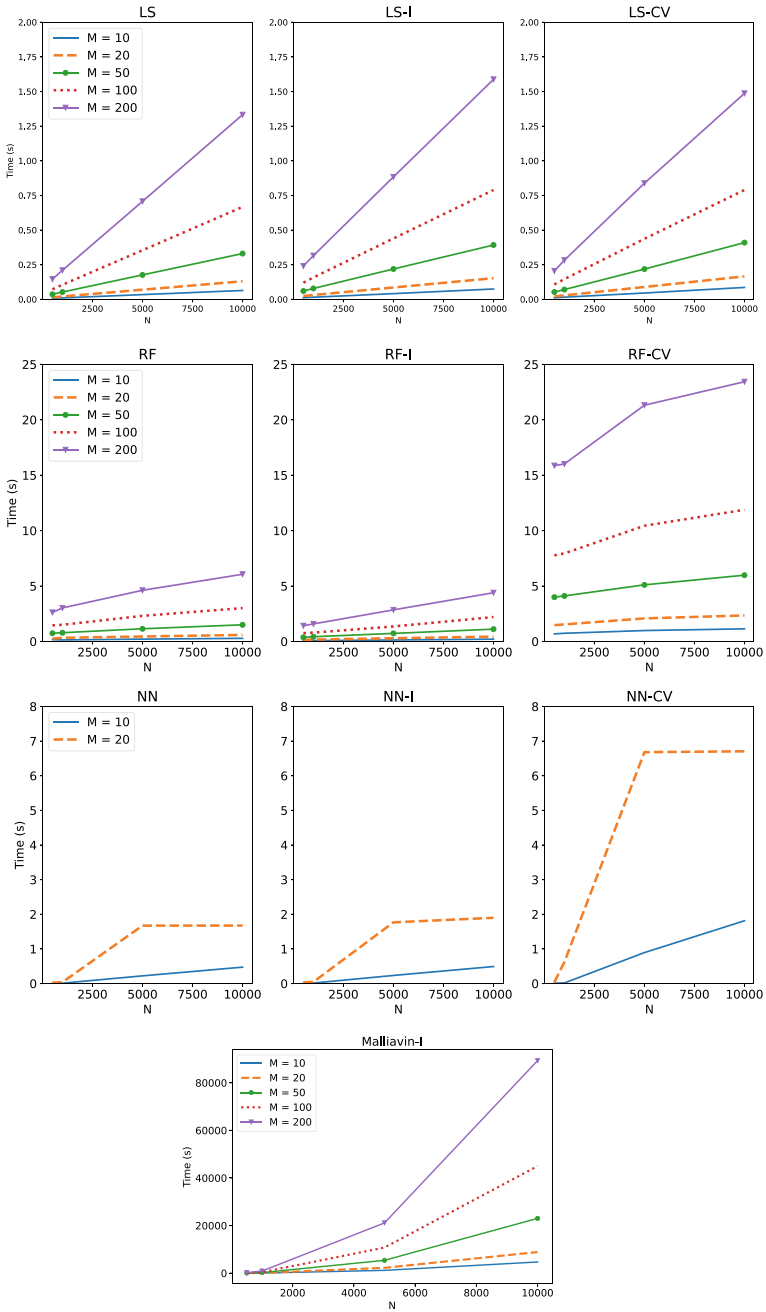 LS
LS-I
LS-CV
2,00
1,75
1,50
1,25
1,00
0,75
0,50
0,25
0,00
Time (s)
M = 10
M = 20
M = 50
M = 100
M = 200
2500 5000 7500 10000
N
2,00
1,75
1,50
1,25
1,00
0,75
0,50
0,25
0,00
2500 5000 7500 10000
N
2,00
1,75
1,50
1,25
1,00
0,75
0,50
0,25
0,00
2500 5000 7500 10000
N
RF
RF-I
RF-CV
25
20
15
10
5
0
Time (s)
M = 10
M = 20
M = 50
M = 100
M = 200
2500 5000 7500 10000
N
25
20
15
10
5
0
2500 5000 7500 10000
N
25
20
15
10
5
0
2500 5000 7500 10000
N
NN
NN-I
NN-CV
8
7
6
5
4
3
2
1
0
Time (s)
M = 10
M = 20
2500 5000 7500 10000
N
8
7
6
5
4
3
2
1
0
2500 5000 7500 10000
N
8
7
6
5
4
3
2
1
0
2500 5000 7500 10000
N
Malliavin-I
80000
60000
40000
20000
0
Time (s)
M = 10
M = 20
M = 50
M = 100
M = 200
2000 4000 6000 8000 10000
N